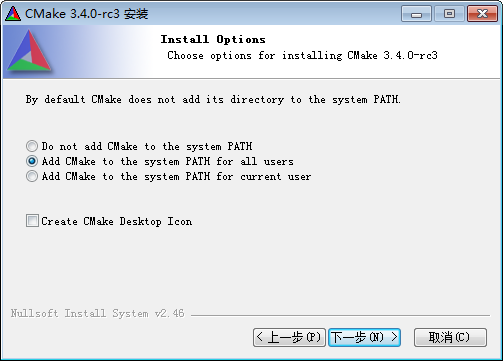 CMake 3.4.0-rc3 安装
Install Options
Choose options for installing CMake 3.4.0-rc3
By default CMake does not add its directory to the system PATH.
Do not add CMake to the system PATH
Add CMake to the system PATH for all users
Add CMake to the system PATH for current user
Create CMake Desktop Icon
Nullsoft Install System v2.46
< 上一步(P) 下一步(N) > 取消(C)